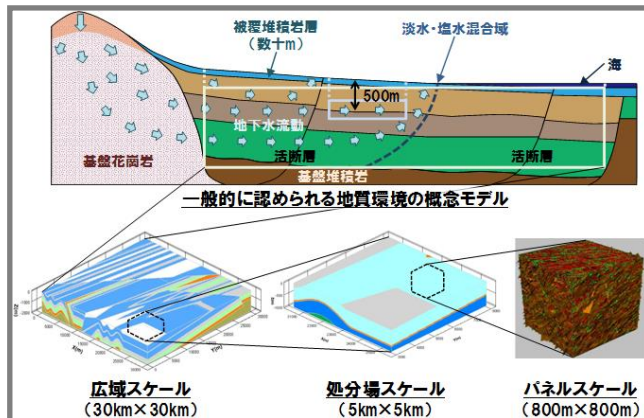 被覆堆積岩層
(数十m)
淡水・塩水混合域
海
500m
地下水流動
基盤花崗岩
活断層
活断層
基盤堆積岩
一般的に認められる地質環境の概念モデル
広域スケール
(30km×30km)
処分場スケール
(5km×5km)
パネルスケール
(800m×800m)